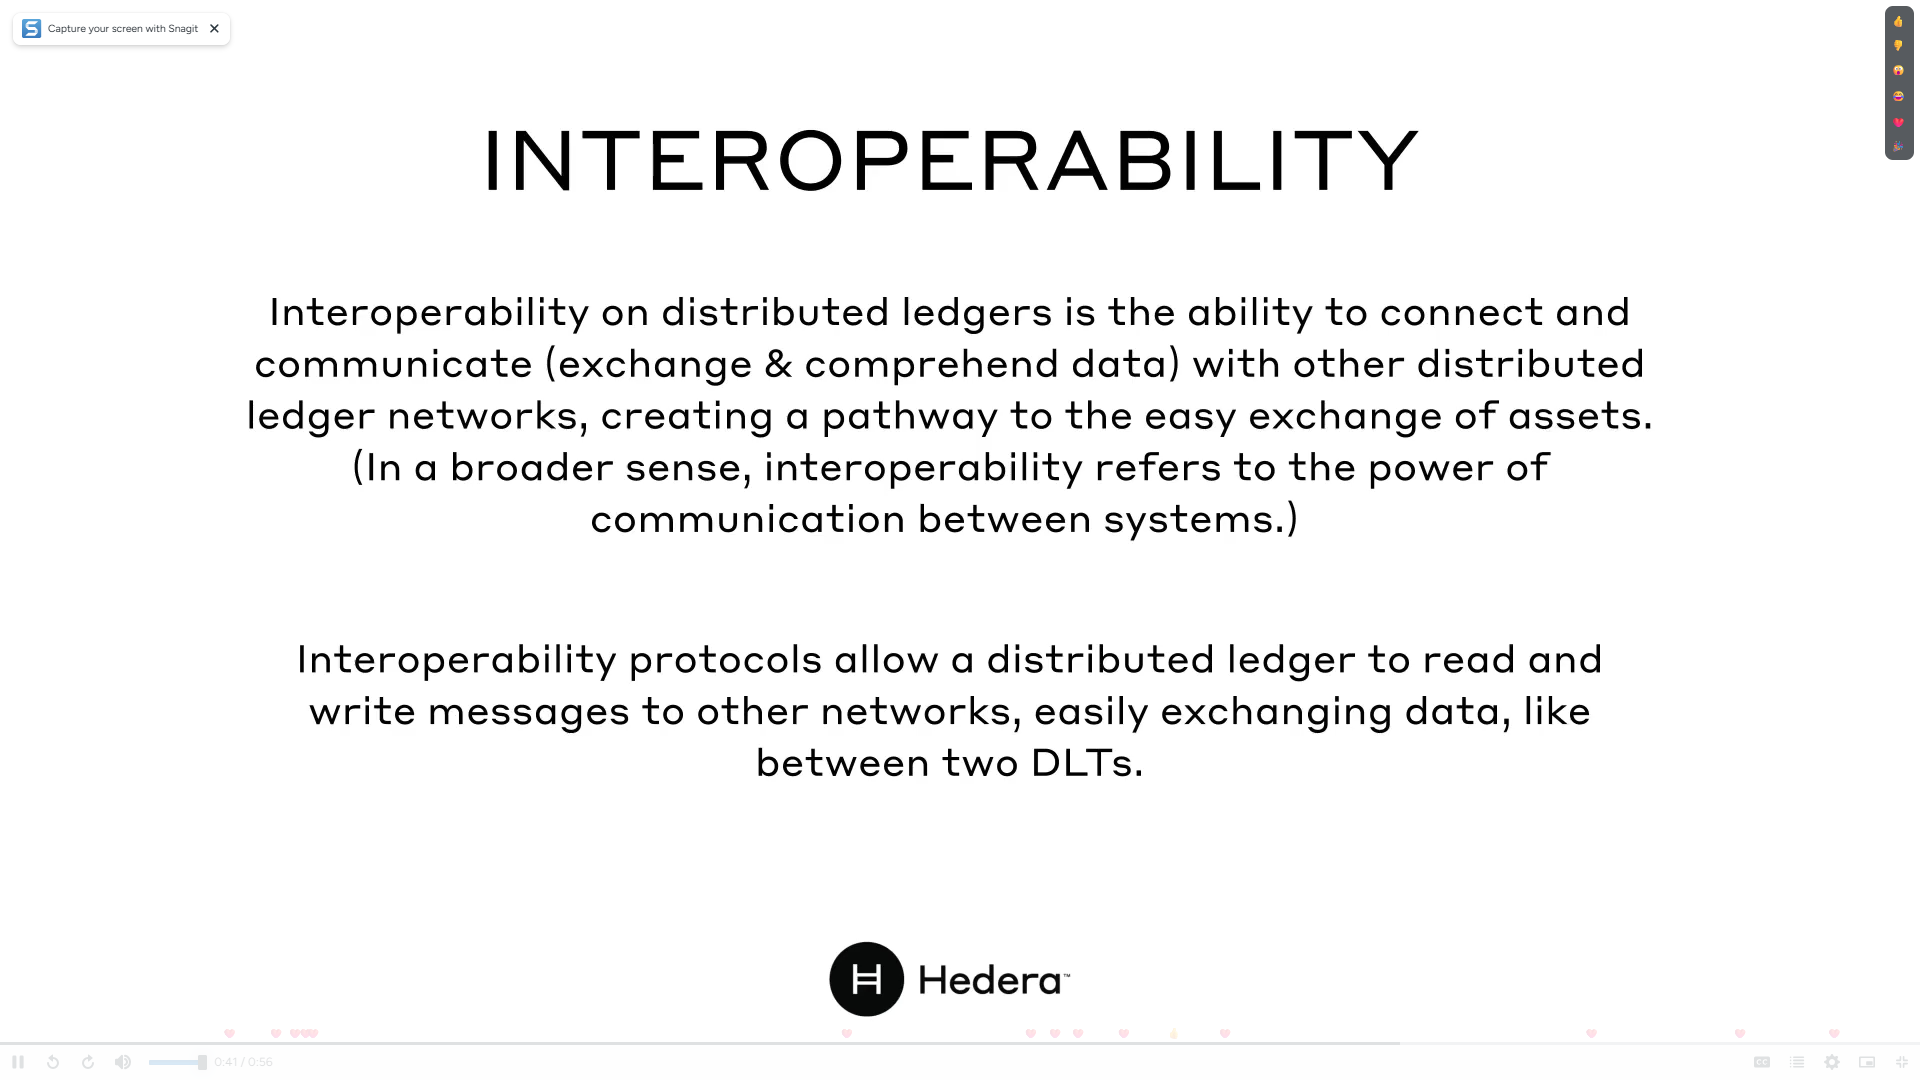 Capture your screen with Snagit
INTEROPERABILITY
Interoperability on distributed ledgers is the ability to connect and
communicate (exchange & comprehend data) with other distributed
ledger networks, creating a pathway to the easy exchange of assets.
(In a broader sense, interoperability refers to the power of
communication between systems.)
Interoperability protocols allow a distributed ledger to read and
write messages to other networks, easily exchanging data, like
between two DLTs.
H Hedera™
0:41 / 0:56
CC